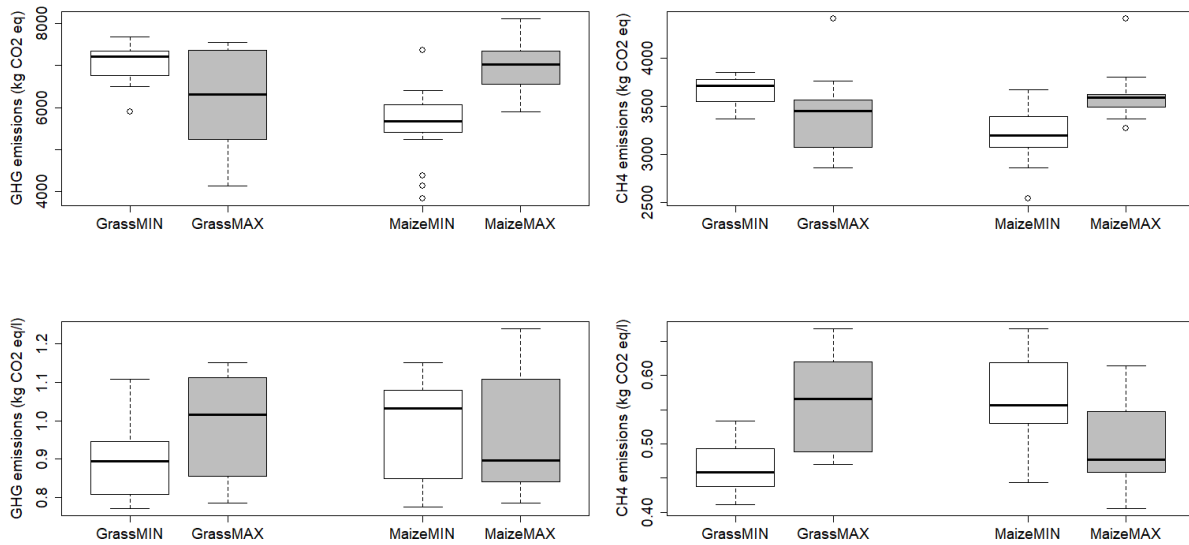 GHG emissions (kg CO2 eq)
8000
6000
4000
GrassMIN GrassMAX MaizeMIN MaizeMAX
CH4 emissions (kg CO2 eq)
4000
3500
3000
2500
GrassMIN GrassMAX MaizeMIN MaizeMAX
GHG emissions (kg CO2 eq/l)
1.2
1.1
1.0
0.9
0.8
GrassMIN GrassMAX MaizeMIN MaizeMAX
CH4 emissions (kg CO2 eq/l)
0.60
0.50
0.40
GrassMIN GrassMAX MaizeMIN MaizeMAX